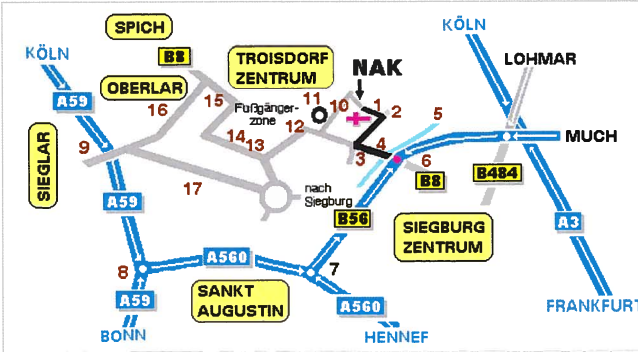 SPICH
KÖLN
KÖLN
B8
TROISDORF
ZENTRUM
NAK
LOHMAR
OBERLAR
A59
16
15
Fußgänger-
zone
11
10
1
2
5
12
14
13
9
SIEGLAR
3
4
6
MUCH
17
nach
Siegburg
B8
B484
A59
B56
SIEGBURG
ZENTRUM
A3
8
A560
7
A59
SANKT
AUGUSTIN
A560
FRANKFURT
BONN
HENNEF